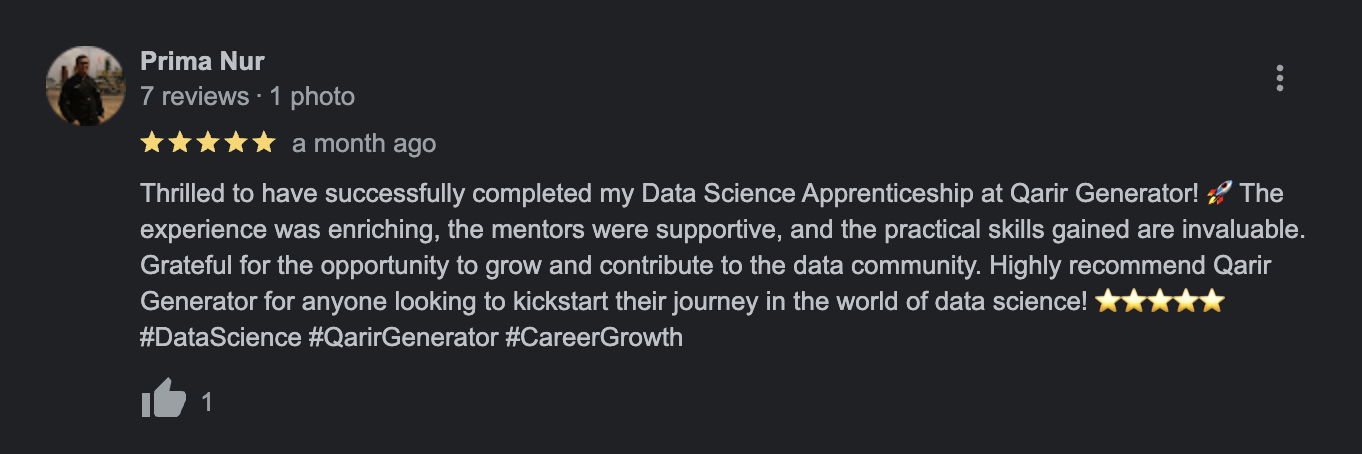 Prima Nur
7 reviews · 1 photo
a month ago
Thrilled to have successfully completed my Data Science Apprenticeship at Qarir Generator! 🚀 The
experience was enriching, the mentors were supportive, and the practical skills gained are invaluable.
Grateful for the opportunity to grow and contribute to the data community. Highly recommend Qarir
Generator for anyone looking to kickstart their journey in the world of data science! ⭐⭐⭐⭐⭐
#DataScience #QarirGenerator #CareerGrowth
1